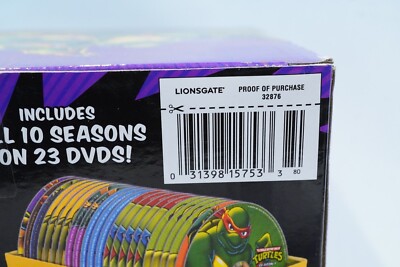 LIONSGATE® PROOF OF PURCHASE
32876
P.O.P.
INCLUDES
LL 10 SEASONS
ON 23 DVDS!
0 31398 15753 3 80
TURTLES